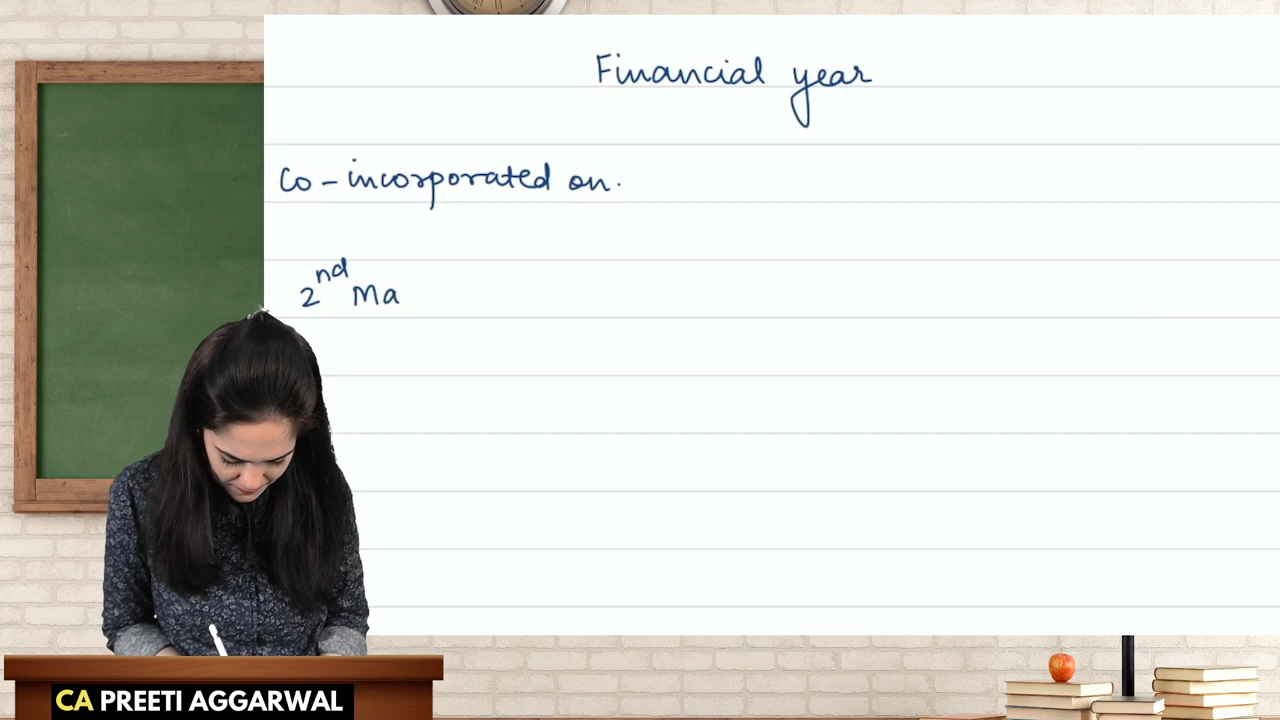 Financial year
Co - incorporated on.
2nd Ma
CA PREETI AGGARWAL